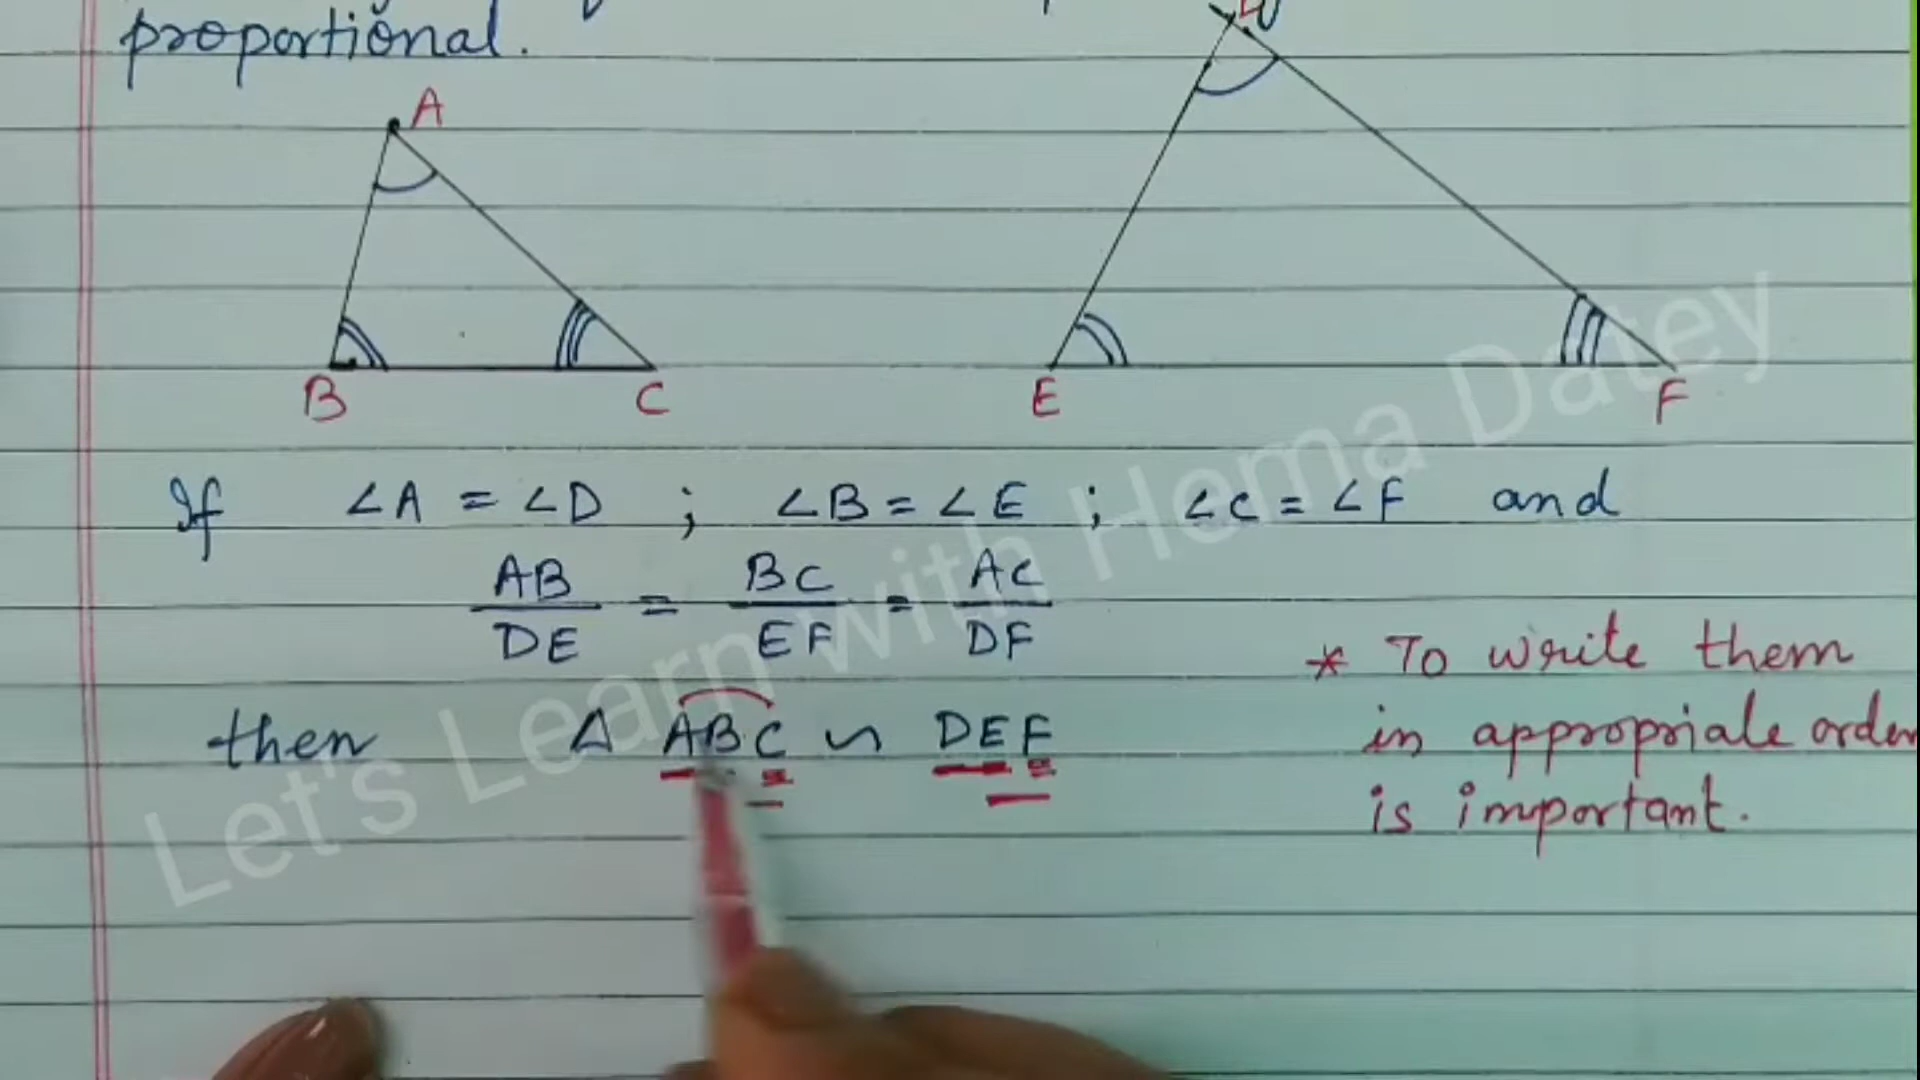 proportional.
A
B C E F
If ∠A = ∠D ; ∠B = ∠E ; ∠C = ∠F and
AB/DE = BC/EF = AC/DF
then Δ ABC ∽ DEF
* To write them
in appropriale order
is important.
Let's Learn with Hema Datey